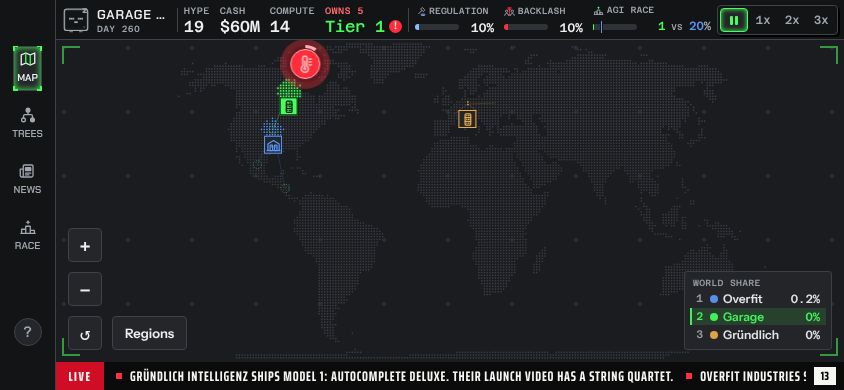 GARAGE ...
DAY 260
HYPE
19
CASH
$60M
COMPUTE
14
OWNS 5
Tier 1 !
REGULATION
10%
BACKLASH
10%
AGI RACE
1 VS 20%
1x
2x
3x
MAP
TREES
NEWS
RACE
?
+
−
↺
Regions
WORLD SHARE
1 Overfit 0.2%
2 Garage 0%
3 Gründlich 0%
LIVE
GRÜNDLICH INTELLIGENZ SHIPS MODEL 1: AUTOCOMPLETE DELUXE. THEIR LAUNCH VIDEO HAS A STRING QUARTET. OVERFIT INDUSTRIES
13